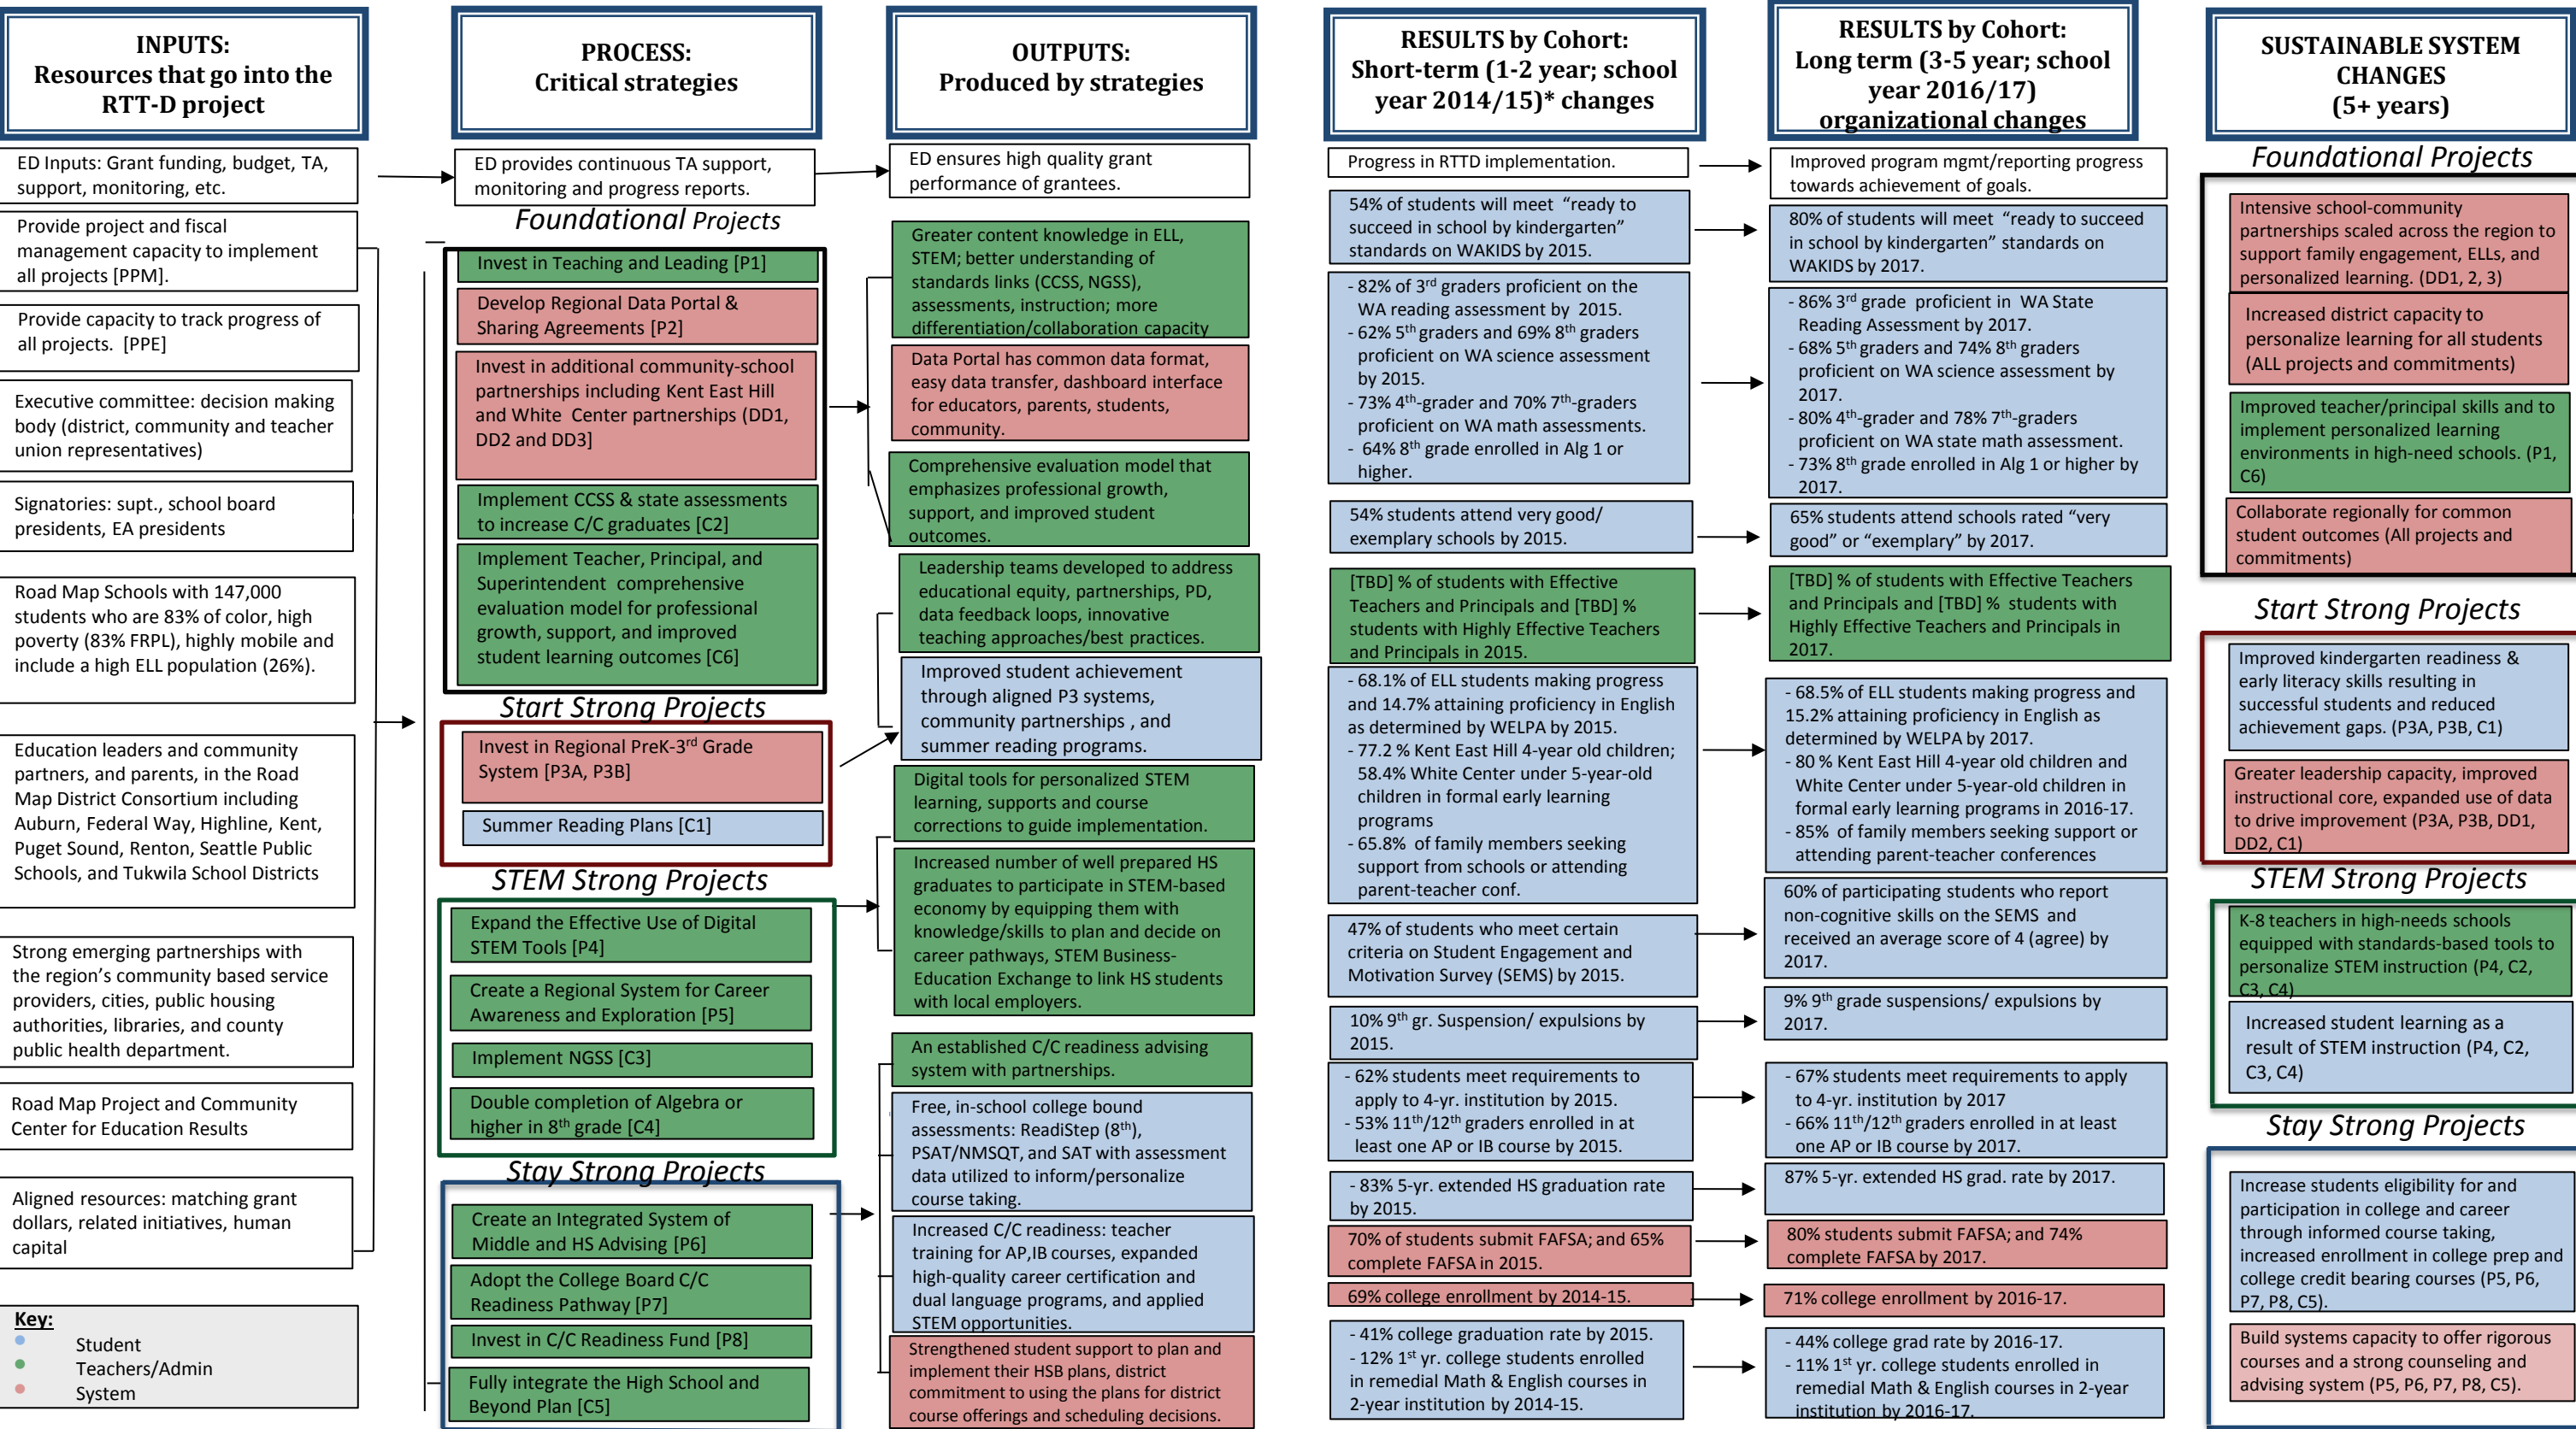 INPUTS:
Resources that go into the
RTT-D project
ED Inputs: Grant funding, budget, TA,
support, monitoring, etc.
Provide project and fiscal
management capacity to implement
all projects [PPM].
Provide capacity to track progress of
all projects. [PPE]
Executive committee: decision making
body (district, community and teacher
union representatives)
Signatories: supt., school board
presidents, EA presidents
Road Map Schools with 147,000
students who are 83% of color, high
poverty (83% FRPL), highly mobile and
include a high ELL population (26%).
Education leaders and community
partners, and parents, in the Road
Map District Consortium including
Auburn, Federal Way, Highline, Kent,
Puget Sound, Renton, Seattle Public
Schools, and Tukwila School Districts
Strong emerging partnerships with
the region's community based service
providers, cities, public housing
authorities, libraries, and county
public health department.
Road Map Project and Community
Center for Education Results
Aligned resources: matching grant
dollars, related initiatives, human
capital
Key:
Student
Teachers/Admin
System
PROCESS:
Critical strategies
ED provides continuous TA support,
monitoring and progress reports.
Foundational Projects
Invest in Teaching and Leading [P1]
Develop Regional Data Portal &
Sharing Agreements [P2]
Invest in additional community-school
partnerships including Kent East Hill
and White Center partnerships (DD1,
DD2 and DD3]
Implement CCSS & state assessments
to increase C/C graduates [C2]
Implement Teacher, Principal, and
Superintendent comprehensive
evaluation model for professional
growth, support, and improved
student learning outcomes [C6]
Start Strong Projects
Invest in Regional PreK-3rd Grade
System [P3A, P3B]
Summer Reading Plans [C1]
STEM Strong Projects
Expand the Effective Use of Digital
STEM Tools [P4]
Create a Regional System for Career
Awareness and Exploration [P5]
Implement NGSS [C3]
Double completion of Algebra or
higher in 8th grade [C4]
Stay Strong Projects
Create an Integrated System of
Middle and HS Advising [P6]
Adopt the College Board C/C
Readiness Pathway [P7]
Invest in C/C Readiness Fund [P8]
Fully integrate the High School and
Beyond Plan [C5]
OUTPUTS:
Produced by strategies
ED ensures high quality grant
performance of grantees.
Greater content knowledge in ELL,
STEM; better understanding of
standards links (CCSS, NGSS),
assessments, instruction; more
differentiation/collaboration capacity
Data Portal has common data format,
easy data transfer, dashboard interface
for educators, parents, students,
community.
Comprehensive evaluation model that
emphasizes professional growth,
support, and improved student
outcomes.
Leadership teams developed to address
educational equity, partnerships, PD,
data feedback loops, innovative
teaching approaches/best practices.
Improved student achievement
through aligned P3 systems,
community partnerships , and
summer reading programs.
Digital tools for personalized STEM
learning, supports and course
corrections to guide implementation.
Increased number of well prepared HS
graduates to participate in STEM-based
economy by equipping them with
knowledge/skills to plan and decide on
career pathways, STEM Business-
Education Exchange to link HS students
with local employers.
An established C/C readiness advising
system with partnerships.
Free, in-school college bound
assessments: ReadiStep (8th),
PSAT/NMSQT, and SAT with assessment
data utilized to inform/personalize
course taking.
Increased C/C readiness: teacher
training for AP,IB courses, expanded
high-quality career certification and
dual language programs, and applied
STEM opportunities.
Strengthened student support to plan and
implement their HSB plans, district
commitment to using the plans for district
course offerings and scheduling decisions.
RESULTS by Cohort:
Short-term (1-2 year; school
year 2014/15)* changes
Progress in RTTD implementation.
54% of students will meet "ready to
succeed in school by kindergarten"
standards on WAKIDS by 2015.
- 82% of 3rd graders proficient on the
WA reading assessment by 2015.
- 62% 5th graders and 69% 8th graders
proficient on WA science assessment
by 2015.
- 73% 4th-grader and 70% 7th-graders
proficient on WA math assessments.
- 64% 8th grade enrolled in Alg 1 or
higher.
54% students attend very good/
exemplary schools by 2015.
[TBD] % of students with Effective
Teachers and Principals and [TBD] %
students with Highly Effective Teachers
and Principals in 2015.
- 68.1% of ELL students making progress
and 14.7% attaining proficiency in English
as determined by WELPA by 2015.
- 77.2 % Kent East Hill 4-year old children;
58.4% White Center under 5-year-old
children in formal early learning
programs
- 65.8% of family members seeking
support from schools or attending
parent-teacher conf.
47% of students who meet certain
criteria on Student Engagement and
Motivation Survey (SEMS) by 2015.
10% 9th gr. Suspension/ expulsions by
2015.
- 62% students meet requirements to
apply to 4-yr. institution by 2015.
- 53% 11th/12th graders enrolled in at
least one AP or IB course by 2015.
- 83% 5-yr. extended HS graduation rate
by 2015.
70% of students submit FAFSA; and 65%
complete FAFSA in 2015.
69% college enrollment by 2014-15.
- 41% college graduation rate by 2015.
- 12% 1st yr. college students enrolled
in remedial Math & English courses in
2-year institution by 2014-15.
RESULTS by Cohort:
Long term (3-5 year; school
year 2016/17)
organizational changes
Improved program mgmt/reporting progress
towards achievement of goals.
80% of students will meet "ready to succeed
in school by kindergarten" standards on
WAKIDS by 2017.
- 86% 3rd grade proficient in WA State
Reading Assessment by 2017.
- 68% 5th graders and 74% 8th graders
proficient on WA science assessment by
2017.
- 80% 4th-grader and 78% 7th-graders
proficient on WA state math assessment.
- 73% 8th grade enrolled in Alg 1 or higher by
2017.
65% students attend schools rated "very
good" or "exemplary" by 2017.
[TBD] % of students with Effective Teachers
and Principals and [TBD] % students with
Highly Effective Teachers and Principals in
2017.
- 68.5% of ELL students making progress and
15.2% attaining proficiency in English as
determined by WELPA by 2017.
- 80 % Kent East Hill 4-year old children and
White Center under 5-year-old children in
formal early learning programs in 2016-17.
- 85% of family members seeking support or
attending parent-teacher conferences
60% of participating students who report
non-cognitive skills on the SEMS and
received an average score of 4 (agree) by
2017.
9% 9th grade suspensions/ expulsions by
2017.
- 67% students meet requirements to apply
to 4-yr. institution by 2017
- 66% 11th/12th graders enrolled in at least
one AP or IB course by 2017.
87% 5-yr. extended HS grad. rate by 2017.
80% students submit FAFSA; and 74%
complete FAFSA by 2017.
71% college enrollment by 2016-17.
- 44% college grad rate by 2016-17.
- 11% 1st yr. college students enrolled in
remedial Math & English courses in 2-year
institution by 2016-17.
SUSTAINABLE SYSTEM
CHANGES
(5+ years)
Foundational Projects
Intensive school-community
partnerships scaled across the region to
support family engagement, ELLs, and
personalized learning. (DD1, 2, 3)
Increased district capacity to
personalize learning for all students
(ALL projects and commitments)
Improved teacher/principal skills and to
implement personalized learning
environments in high-need schools. (P1,
C6)
Collaborate regionally for common
student outcomes (All projects and
commitments)
Start Strong Projects
Improved kindergarten readiness &
early literacy skills resulting in
successful students and reduced
achievement gaps. (P3A, P3B, C1)
Greater leadership capacity, improved
instructional core, expanded use of data
to drive improvement (P3A, P3B, DD1,
DD2, C1)
STEM Strong Projects
K-8 teachers in high-needs schools
equipped with standards-based tools to
personalize STEM instruction (P4, C2,
C3, C4)
Increased student learning as a
result of STEM instruction (P4, C2,
C3, C4)
Stay Strong Projects
Increase students eligibility for and
participation in college and career
through informed course taking,
increased enrollment in college prep and
college credit bearing courses (P5, P6,
P7, P8, C5).
Build systems capacity to offer rigorous
courses and a strong counseling and
advising system (P5, P6, P7, P8, C5).